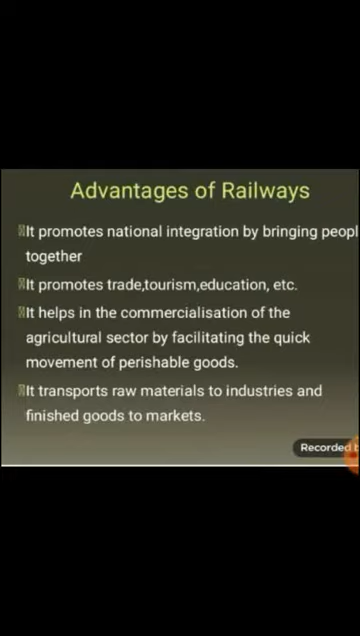 Advantages of Railways
It promotes national integration by bringing peopl
together
It promotes trade,tourism,education, etc.
It helps in the commercialisation of the
agricultural sector by facilitating the quick
movement of perishable goods.
It transports raw materials to industries and
finished goods to markets.
Recorded b